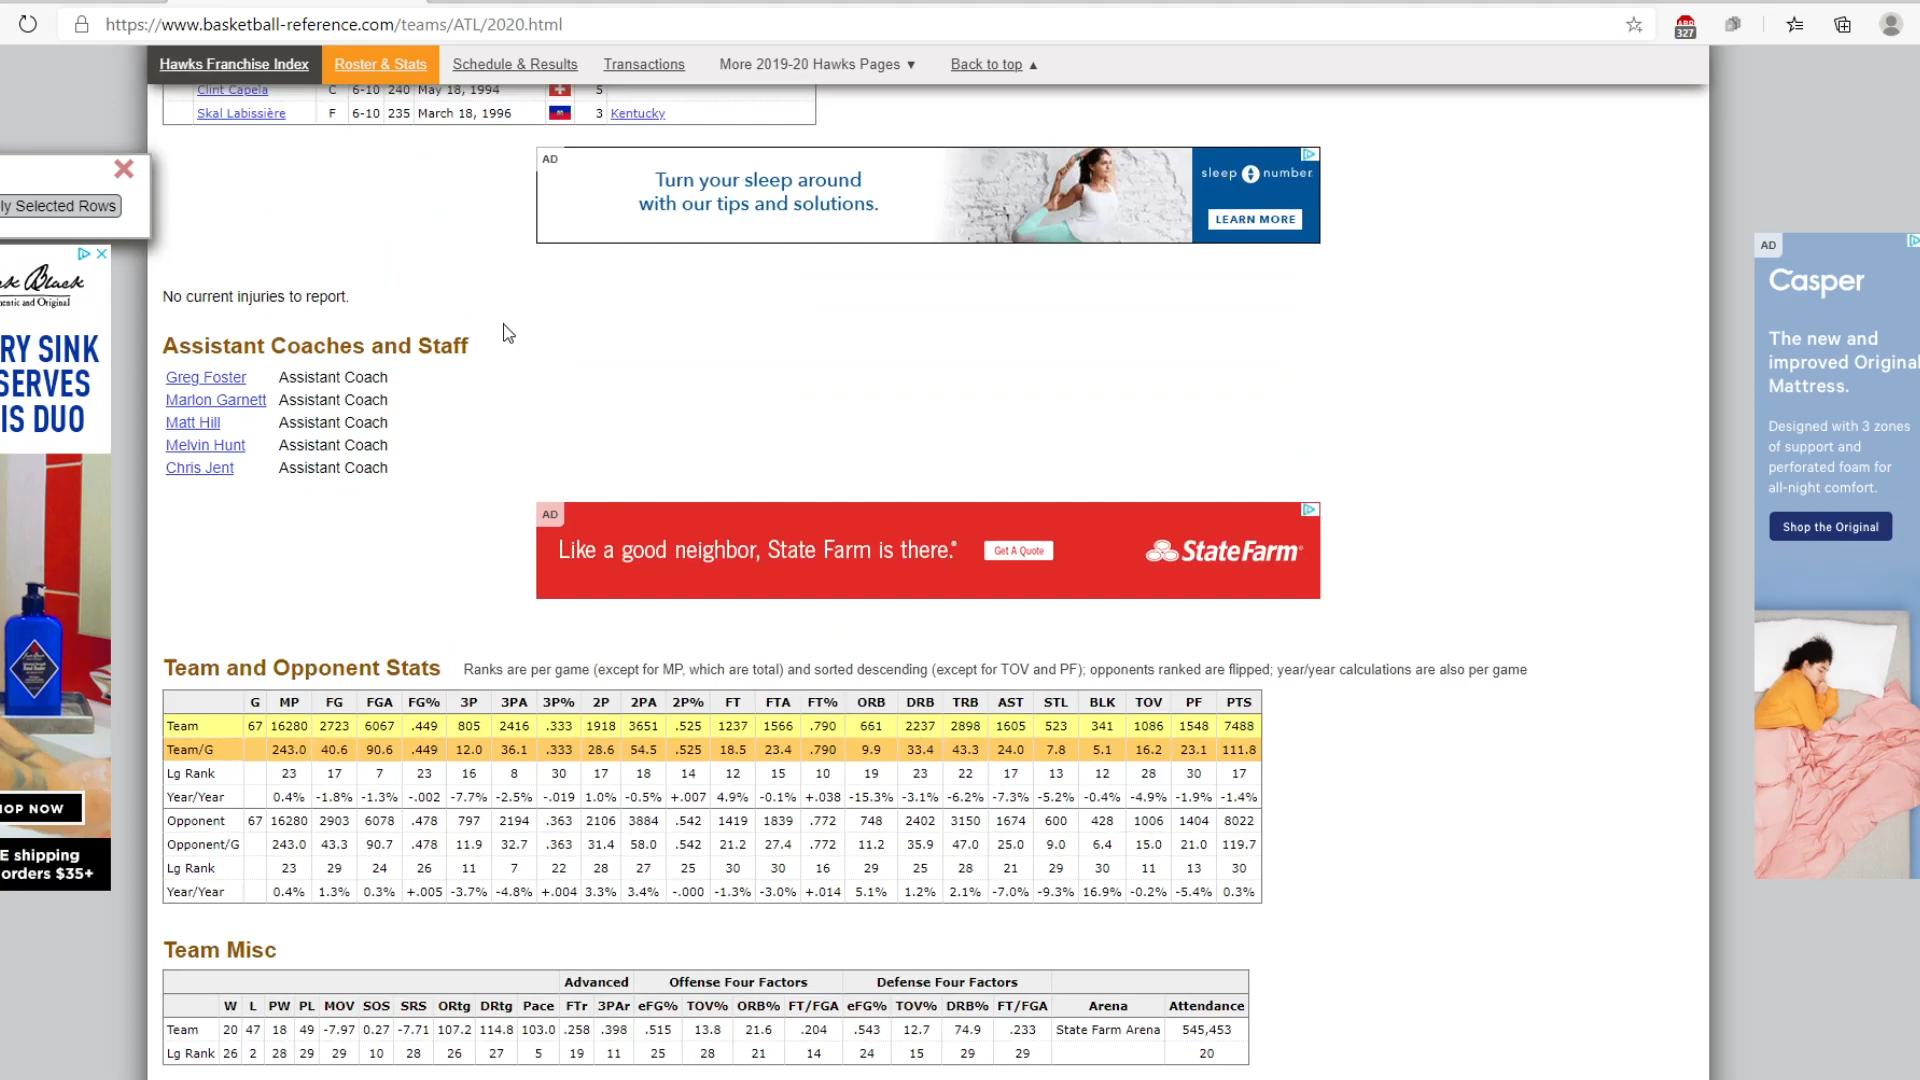 https://www.basketball-reference.com/teams/ATL/2020.html
327
Hawks Franchise Index Roster & Stats Schedule & Results Transactions More 2019-20 Hawks Pages ▼ Back to top ▲
Clint Capela C 6-10 240 May 18, 1994 5
Skal Labissière F 6-10 235 March 18, 1996 3 Kentucky
ly Selected Rows
AD
Turn your sleep around
with our tips and solutions.
sleep number
LEARN MORE
No current injuries to report.
Assistant Coaches and Staff
Greg Foster Assistant Coach
Marlon Garnett Assistant Coach
Matt Hill Assistant Coach
Melvin Hunt Assistant Coach
Chris Jent Assistant Coach
ck Black
entic and Original
RY SINK
SERVES
IS DUO
OP NOW
E shipping
orders $35+
AD
Like a good neighbor, State Farm is there.®
Get A Quote
State Farm®
AD
Casper
The new and
improved Original
Mattress.
Designed with 3 zones
of support and
perforated foam for
all-night comfort.
Shop the Original
Team and Opponent Stats Ranks are per game (except for MP, which are total) and sorted descending (except for TOV and PF); opponents ranked are flipped; year/year calculations are also per game
G MP FG FGA FG% 3P 3PA 3P% 2P 2PA 2P% FT FTA FT% ORB DRB TRB AST STL BLK TOV PF PTS
Team 67 16280 2723 6067 .449 805 2416 .333 1918 3651 .525 1237 1566 .790 661 2237 2898 1605 523 341 1086 1548 7488
Team/G 243.0 40.6 90.6 .449 12.0 36.1 .333 28.6 54.5 .525 18.5 23.4 .790 9.9 33.4 43.3 24.0 7.8 5.1 16.2 23.1 111.8
Lg Rank 23 17 7 23 16 8 30 17 18 14 12 15 10 19 23 22 17 13 12 28 30 17
Year/Year 0.4% -1.8% -1.3% -.002 -7.7% -2.5% -.019 1.0% -0.5% +.007 4.9% -0.1% +.038 -15.3% -3.1% -6.2% -7.3% -5.2% -0.4% -4.9% -1.9% -1.4%
Opponent 67 16280 2903 6078 .478 797 2194 .363 2106 3884 .542 1419 1839 .772 748 2402 3150 1674 600 428 1006 1404 8022
Opponent/G 243.0 43.3 90.7 .478 11.9 32.7 .363 31.4 58.0 .542 21.2 27.4 .772 11.2 35.9 47.0 25.0 9.0 6.4 15.0 21.0 119.7
Lg Rank 23 29 24 26 11 7 22 28 27 25 30 30 16 29 25 28 21 29 30 11 13 30
Year/Year 0.4% 1.3% 0.3% +.005 -3.7% -4.8% +.004 3.3% 3.4% -.000 -1.3% -3.0% +.014 5.1% 1.2% 2.1% -7.0% -9.3% 16.9% -0.2% -5.4% 0.3%
Team Misc
Advanced Offense Four Factors Defense Four Factors
W L PW PL MOV SOS SRS ORtg DRtg Pace FTr 3PAr eFG% TOV% ORB% FT/FGA eFG% TOV% DRB% FT/FGA Arena Attendance
Team 20 47 18 49 -7.97 0.27 -7.71 107.2 114.8 103.0 .258 .398 .515 13.8 21.6 .204 .543 12.7 74.9 .233 State Farm Arena 545,453
Lg Rank 26 2 28 29 29 10 28 26 27 5 19 11 25 28 21 14 24 15 29 29 20